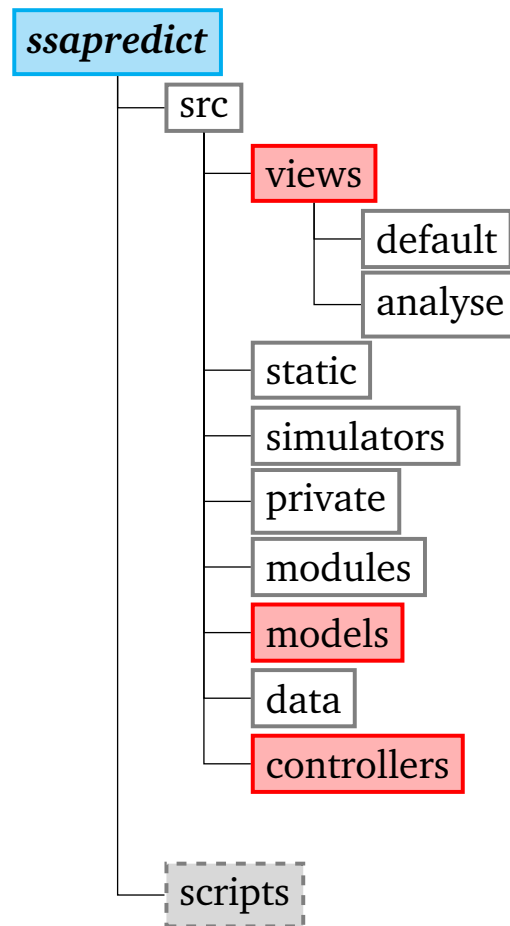 ssapredict
src
views
default
analyse
static
simulators
private
modules
models
data
controllers
scripts